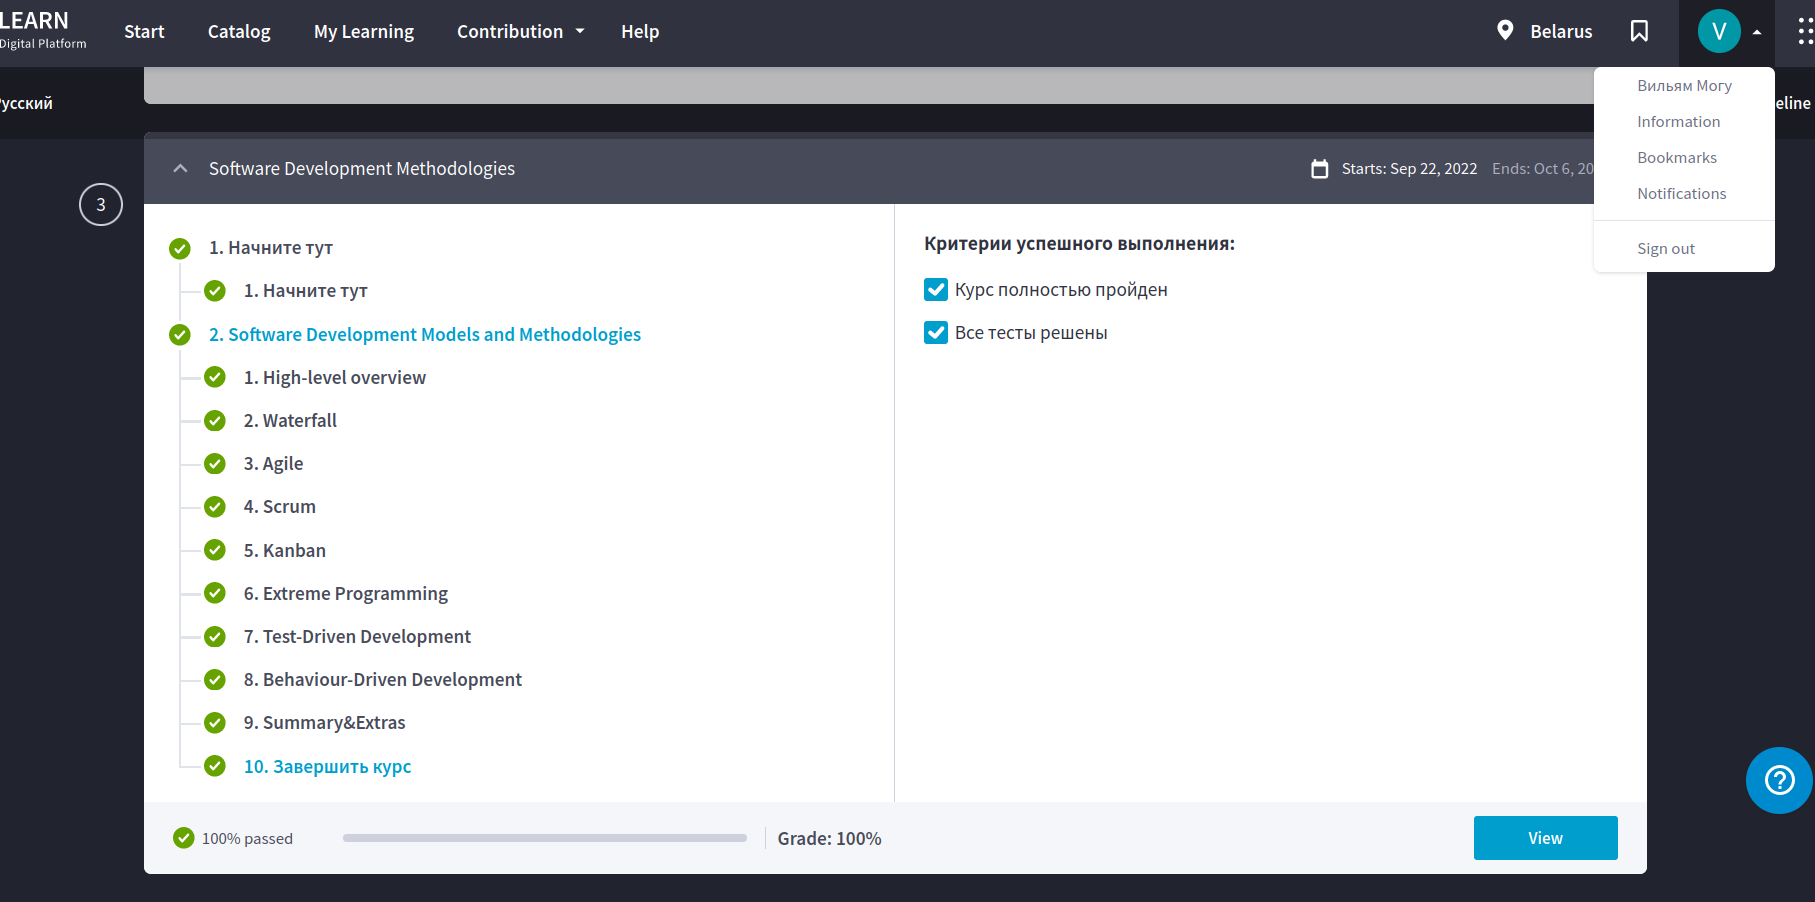 LEARN
Digital Platform
Start
Catalog
My Learning
Contribution
Help
Belarus
V
Русский
eline
Вильям Могу
Information
Bookmarks
Notifications
Sign out
3
Software Development Methodologies
Starts: Sep 22, 2022
Ends: Oct 6, 20
1. Начните тут
1. Начните тут
2. Software Development Models and Methodologies
1. High-level overview
2. Waterfall
3. Agile
4. Scrum
5. Kanban
6. Extreme Programming
7. Test-Driven Development
8. Behaviour-Driven Development
9. Summary&Extras
10. Завершить курс
Критерии успешного выполнения:
Курс полностью пройден
Все тесты решены
100% passed
Grade: 100%
View